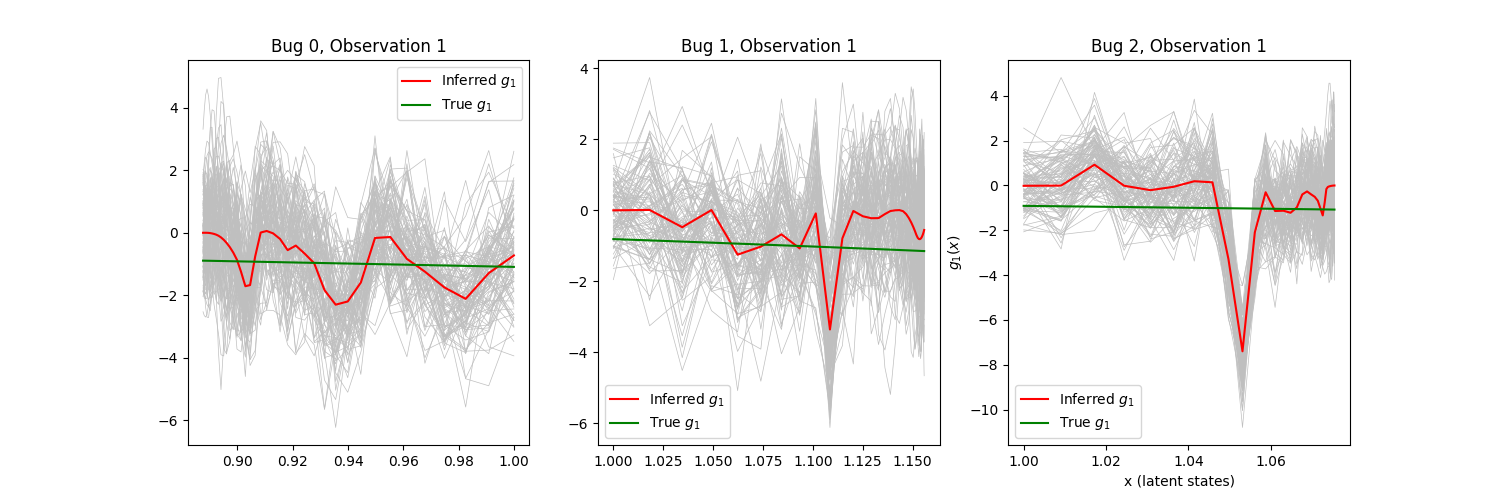 Bug 0, Observation 1
Inferred g₁
True g₁
4
2
0
−2
−4
−6
0.90 0.92 0.94 0.96 0.98 1.00
Bug 1, Observation 1
4
2
0
−2
−4
−6
Inferred g₁
True g₁
1.000 1.025 1.050 1.075 1.100 1.125 1.150
Bug 2, Observation 1
g₁(x)
4
2
0
−2
−4
−6
−8
−10
Inferred g₁
True g₁
1.00 1.02 1.04 1.06
x (latent states)